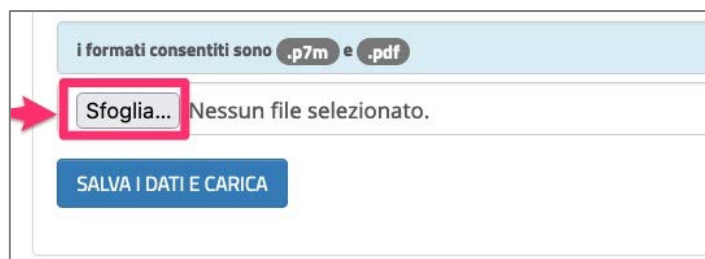 i formati consentiti sono .p7m e .pdf
Sfoglia... Nessun file selezionato.
SALVA I DATI E CARICA